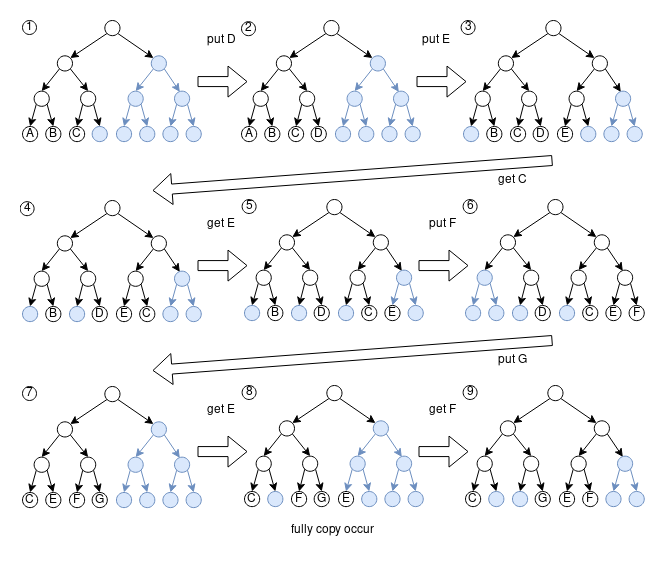 1 put D 2 put E 3
A B C
A B C D
B C D E
get C
4 get E 5 put F 6
B D E C
B D C E
D C E F
put G
7 get E 8 get F 9
C E F G
C F G E
C G E F
fully copy occur